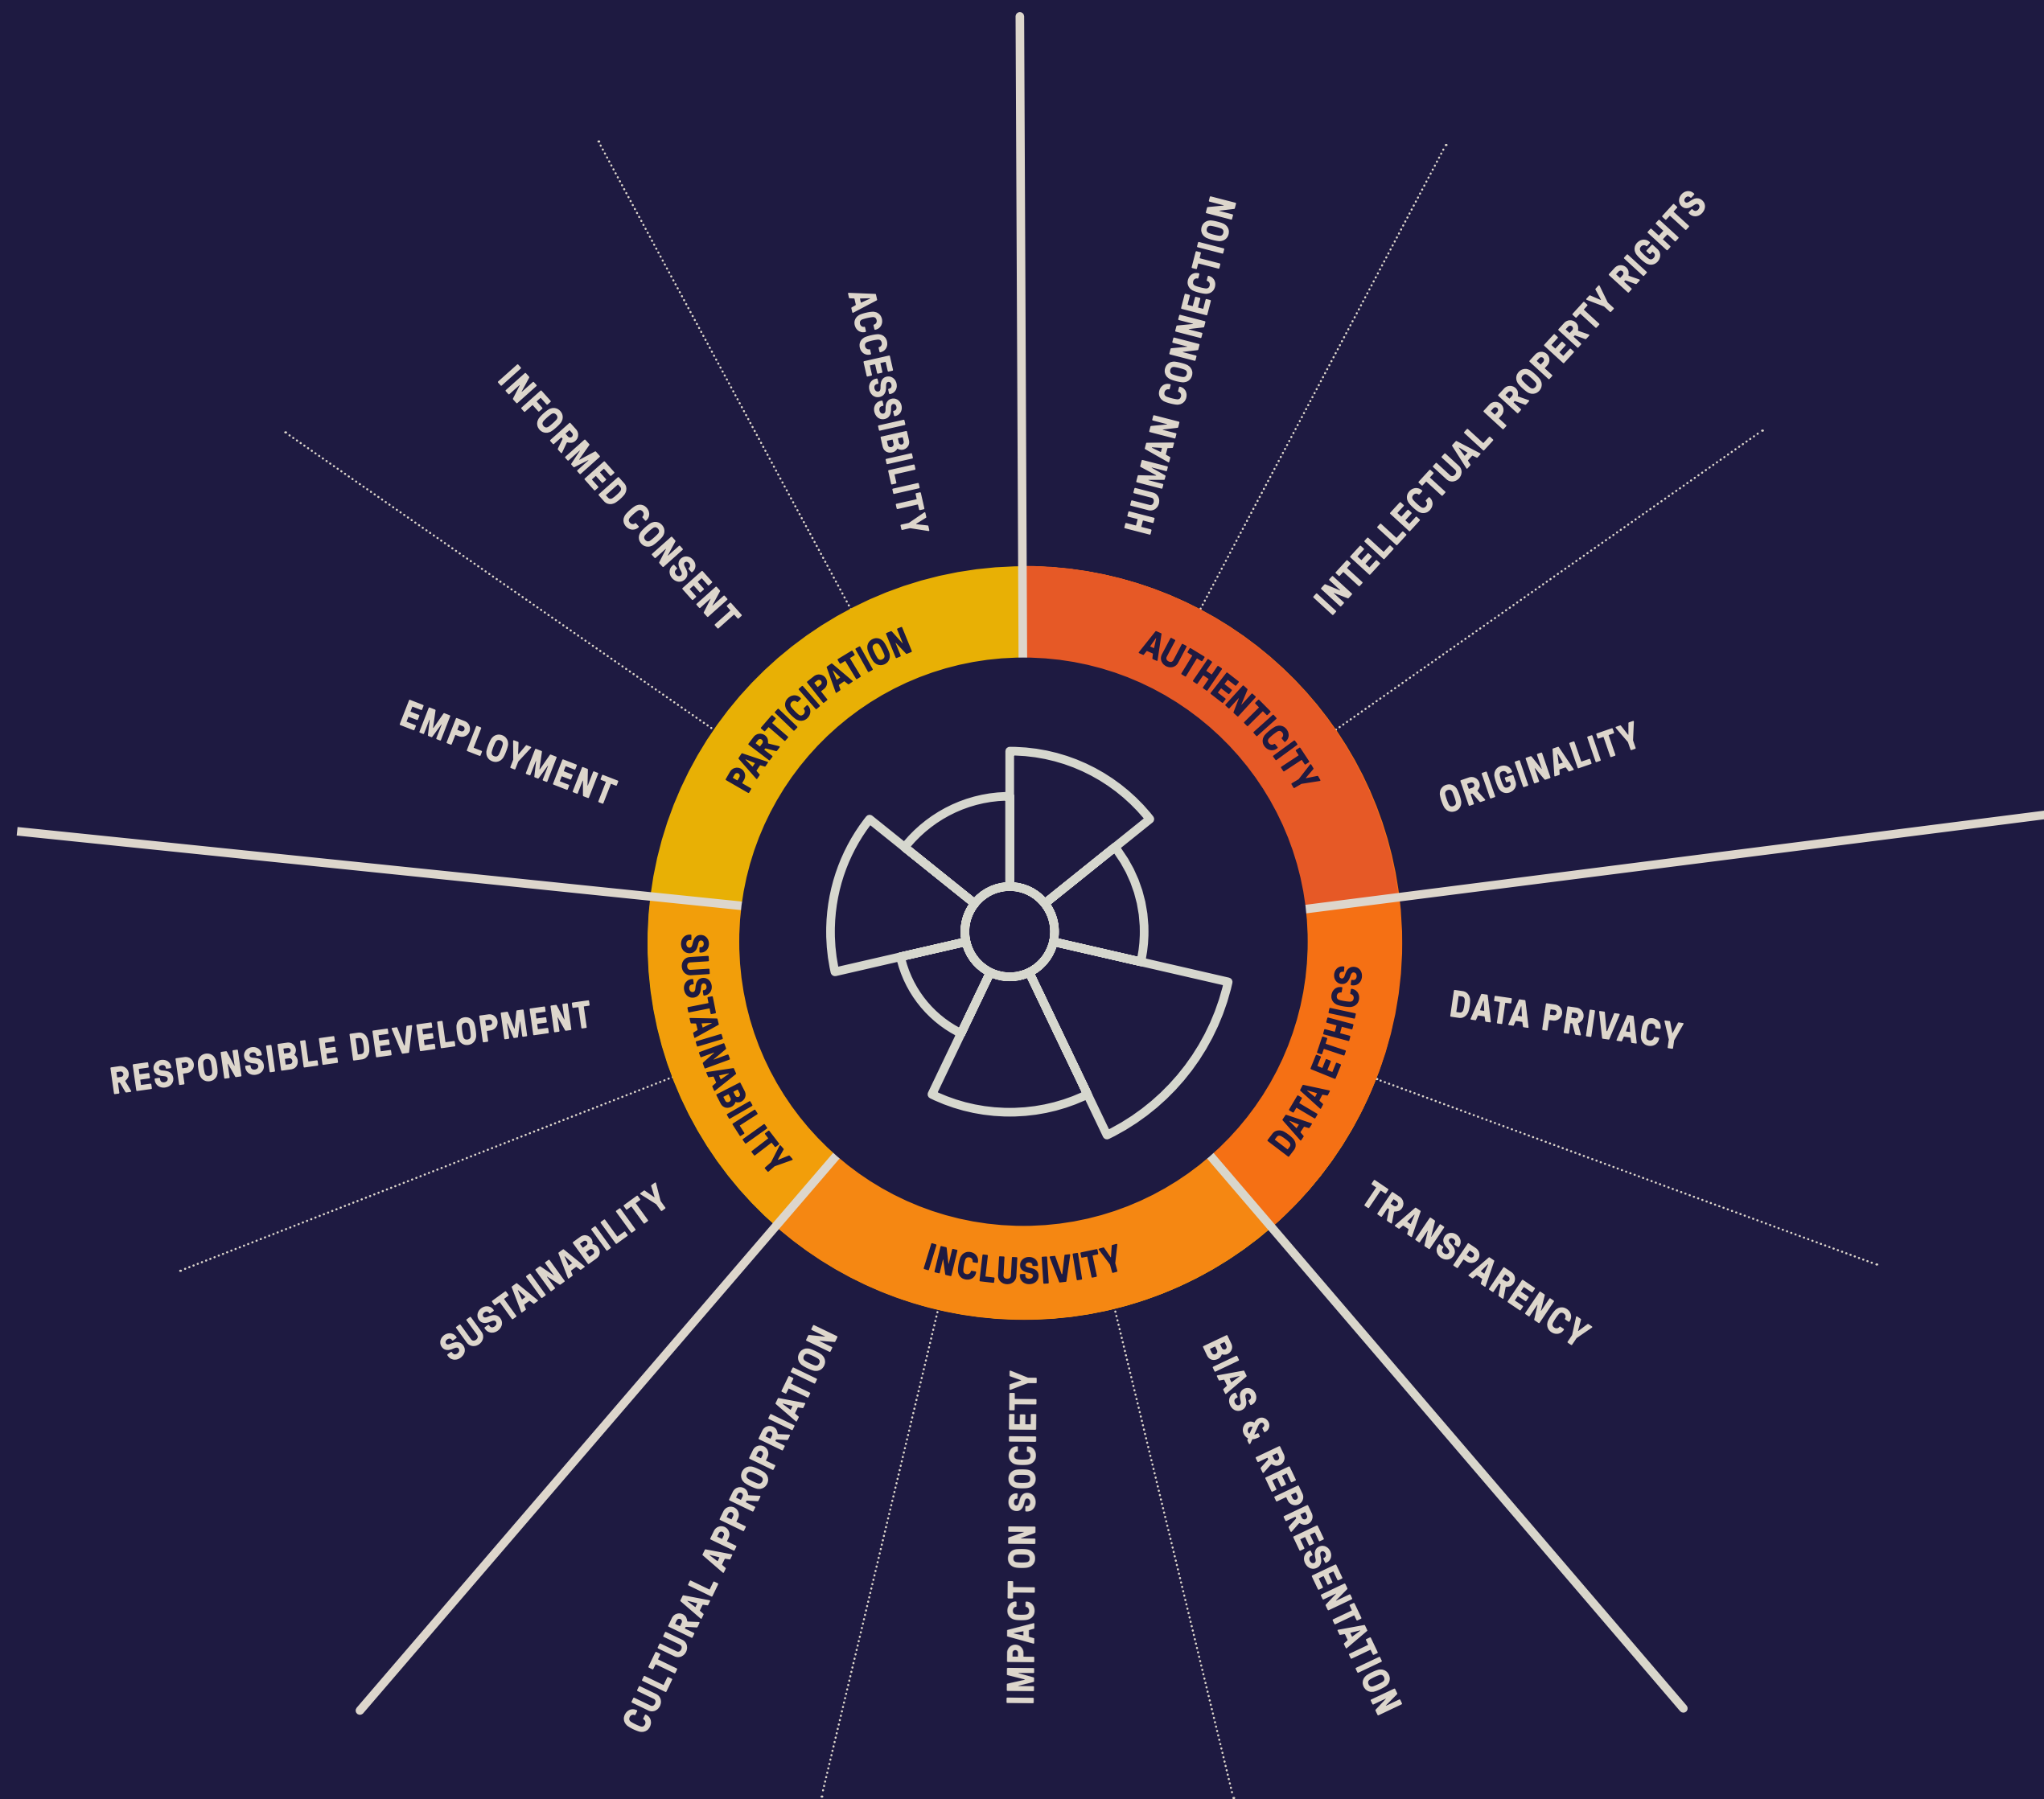 AUTHENTICITY
HUMAN CONNECTION
INTELLECTUAL PROPERTY RIGHTS
ORIGINALITY
DATA ETHICS
DATA PRIVACY
TRANSPARENCY
INCLUSIVITY
BIAS & REPRESENTATION
IMPACT ON SOCIETY
CULTURAL APPROPRIATION
SUSTAINABILITY
SUSTAINABILITY
RESPONSIBLE DEVELOPMENT
PARTICIPATION
EMPLOYMENT
INFORMED CONSENT
ACCESSIBILITY